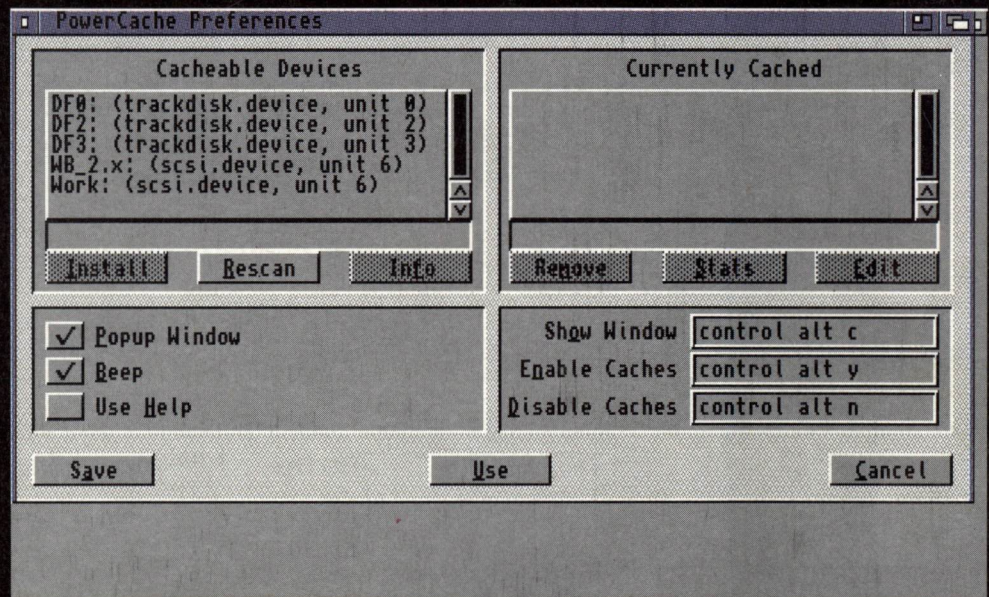 PowerCache Preferences
Cacheable Devices
DF0: (trackdisk.device, unit 0)
DF2: (trackdisk.device, unit 2)
DF3: (trackdisk.device, unit 3)
WB_2.x: (scsi.device, unit 6)
Work: (scsi.device, unit 6)
Install Rescan Info
Currently Cached
Remove Stats Edit
Popup Window
Beep
Use Help
Show Window control alt c
Enable Caches control alt y
Disable Caches control alt n
Save Use Cancel